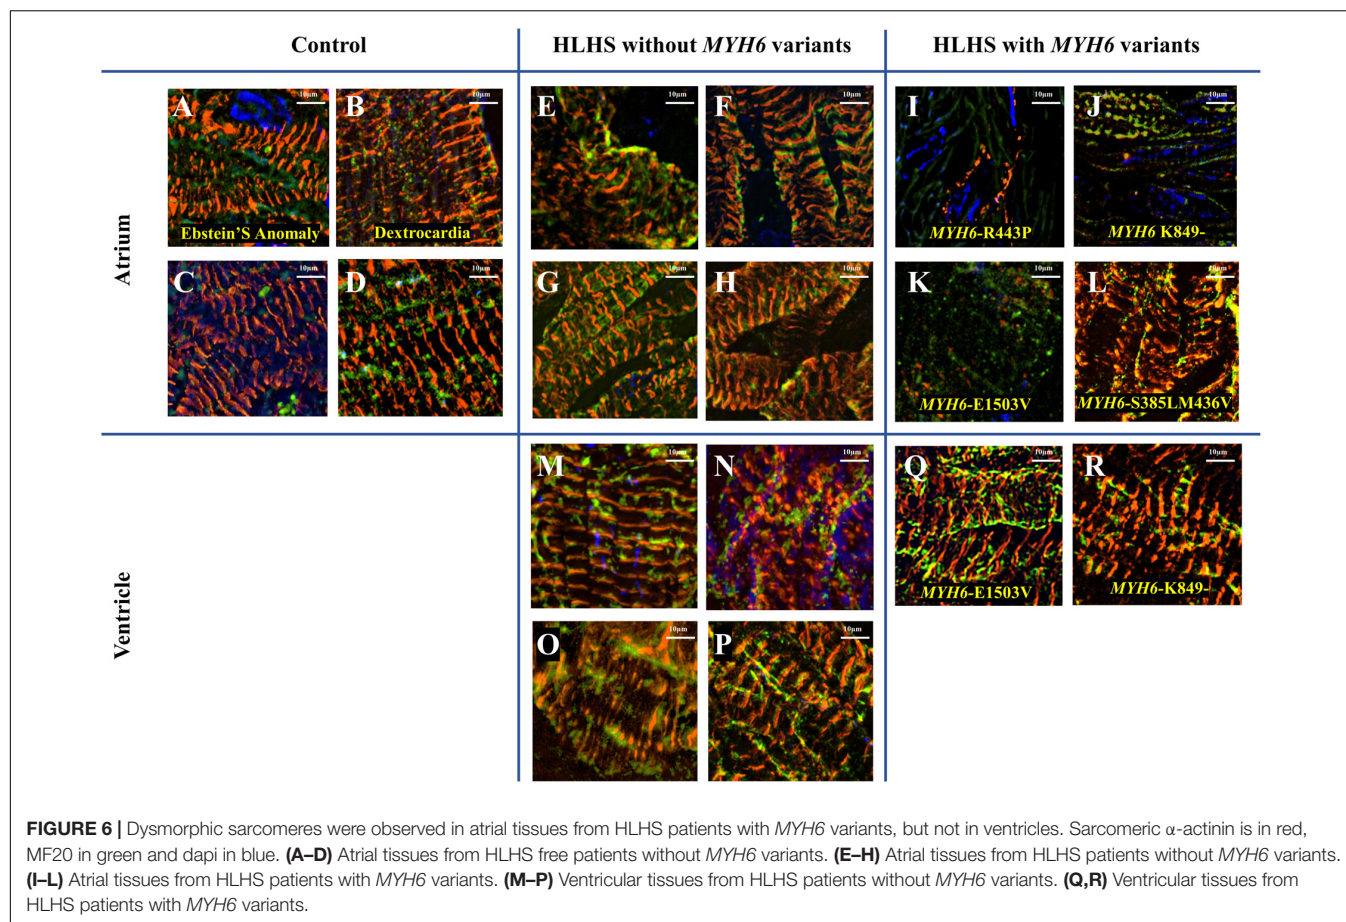 Control
HLHS without MYH6 variants
HLHS with MYH6 variants
Atrium
A
10μm
Ebstein'S Anomaly
B
10μm
Dextrocardia
E
10μm
F
10μm
I
10μm
MYH6-R443P
J
10μm
MYH6 K849-
C
10μm
D
10μm
G
10μm
H
10μm
K
10μm
MYH6-E1503V
L
10μm
MYH6-S385LM436V
Ventricle
M
10μm
N
10μm
Q
10μm
MYH6-E1503V
R
10μm
MYH6-K849-
O
10μm
P
10μm
FIGURE 6 | Dysmorphic sarcomeres were observed in atrial tissues from HLHS patients with MYH6 variants, but not in ventricles. Sarcomeric α-actinin is in red,
MF20 in green and dapi in blue. (A–D) Atrial tissues from HLHS free patients without MYH6 variants. (E–H) Atrial tissues from HLHS patients without MYH6 variants.
(I–L) Atrial tissues from HLHS patients with MYH6 variants. (M–P) Ventricular tissues from HLHS patients without MYH6 variants. (Q,R) Ventricular tissues from
HLHS patients with MYH6 variants.